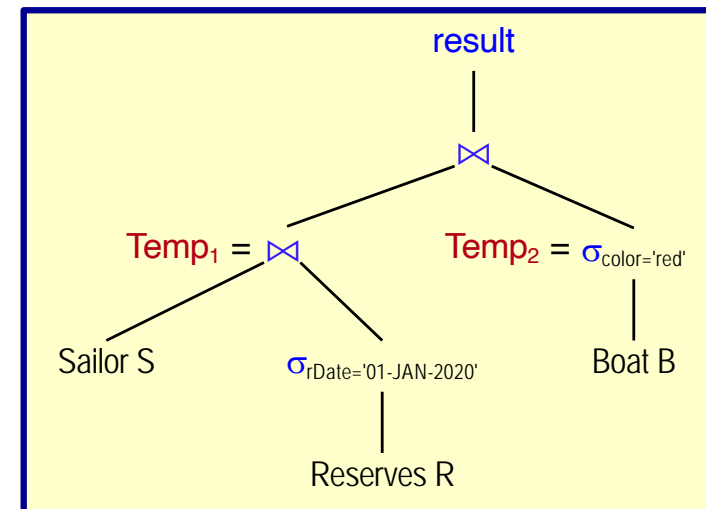 result
⋈
Temp₁ = ⋈ Temp₂ = σcolor='red'
Sailor S σrDate='01-JAN-2020' Boat B
Reserves R